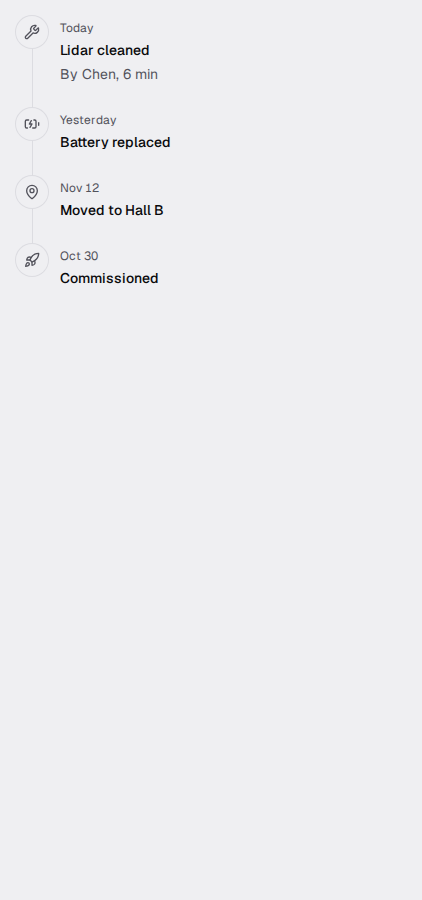 Today
Lidar cleaned
By Chen, 6 min
Yesterday
Battery replaced
Nov 12
Moved to Hall B
Oct 30
Commissioned